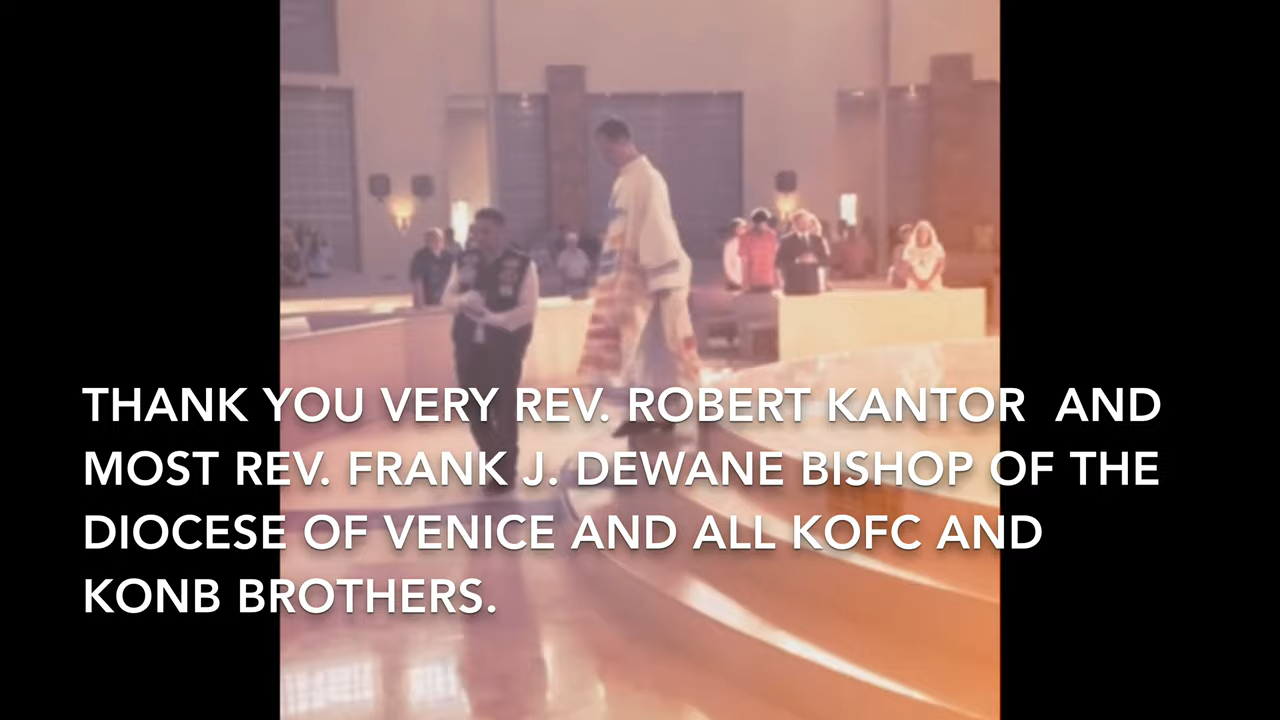 THANK YOU VERY REV. ROBERT KANTOR  AND
MOST REV. FRANK J. DEWANE BISHOP OF THE
DIOCESE OF VENICE AND ALL KOFC AND
KONB BROTHERS.